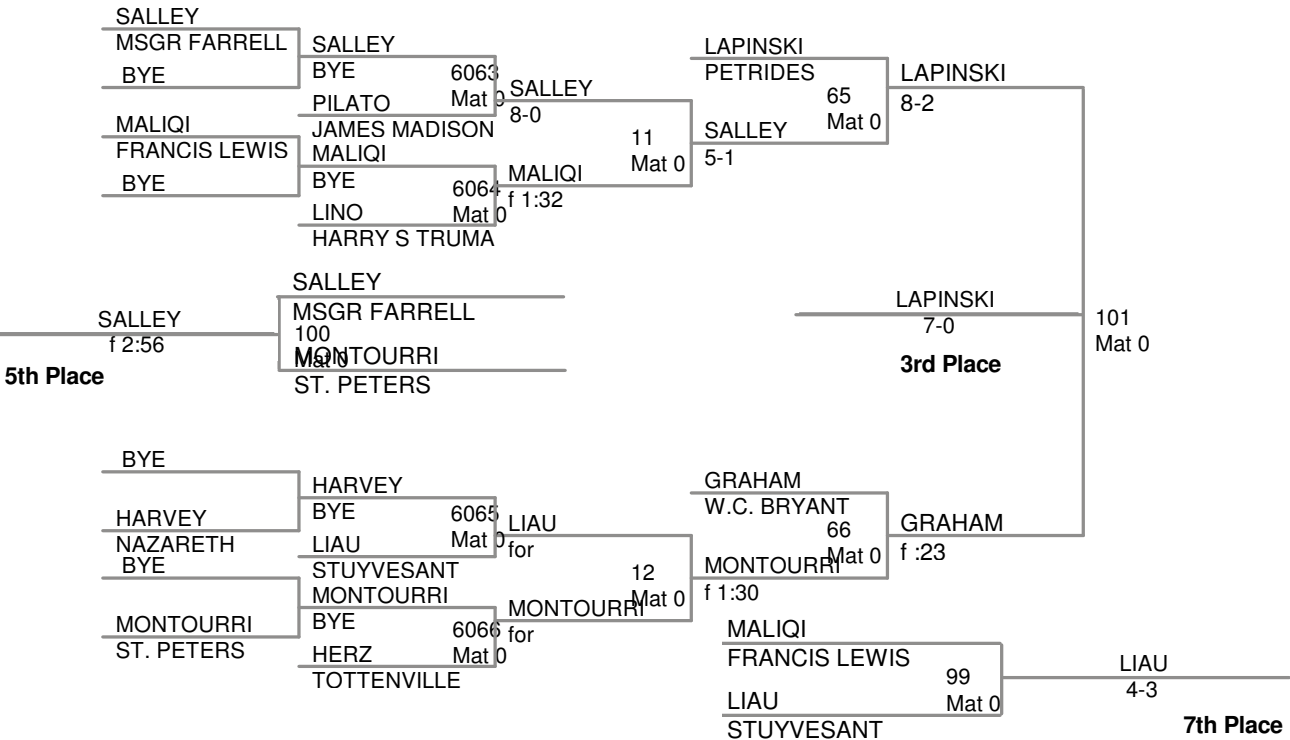 SALLEY
MSGR FARRELL
BYE
SALLEY
BYE
6063
Mat 0
PILATO
JAMES MADISON
SALLEY
8-0
MALIQI
FRANCIS LEWIS
BYE
MALIQI
BYE
6064
Mat 0
LINO
HARRY S TRUMA
MALIQI
f 1:32
11
Mat 0
LAPINSKI
PETRIDES
65
Mat 0
SALLEY
5-1
LAPINSKI
8-2
SALLEY
MSGR FARRELL
100
Mat 0
MONTOURRI
ST. PETERS
SALLEY
f 2:56
5th Place
LAPINSKI
7-0
3rd Place
101
Mat 0
BYE
HARVEY
NAZARETH
HARVEY
BYE
6065
Mat 0
LIAU
STUYVESANT
LIAU
for
BYE
MONTOURRI
ST. PETERS
MONTOURRI
BYE
6066
Mat 0
HERZ
TOTTENVILLE
MONTOURRI
for
12
Mat 0
GRAHAM
W.C. BRYANT
66
Mat 0
MONTOURRI
f 1:30
GRAHAM
f :23
MALIQI
FRANCIS LEWIS
99
Mat 0
LIAU
STUYVESANT
LIAU
4-3
7th Place